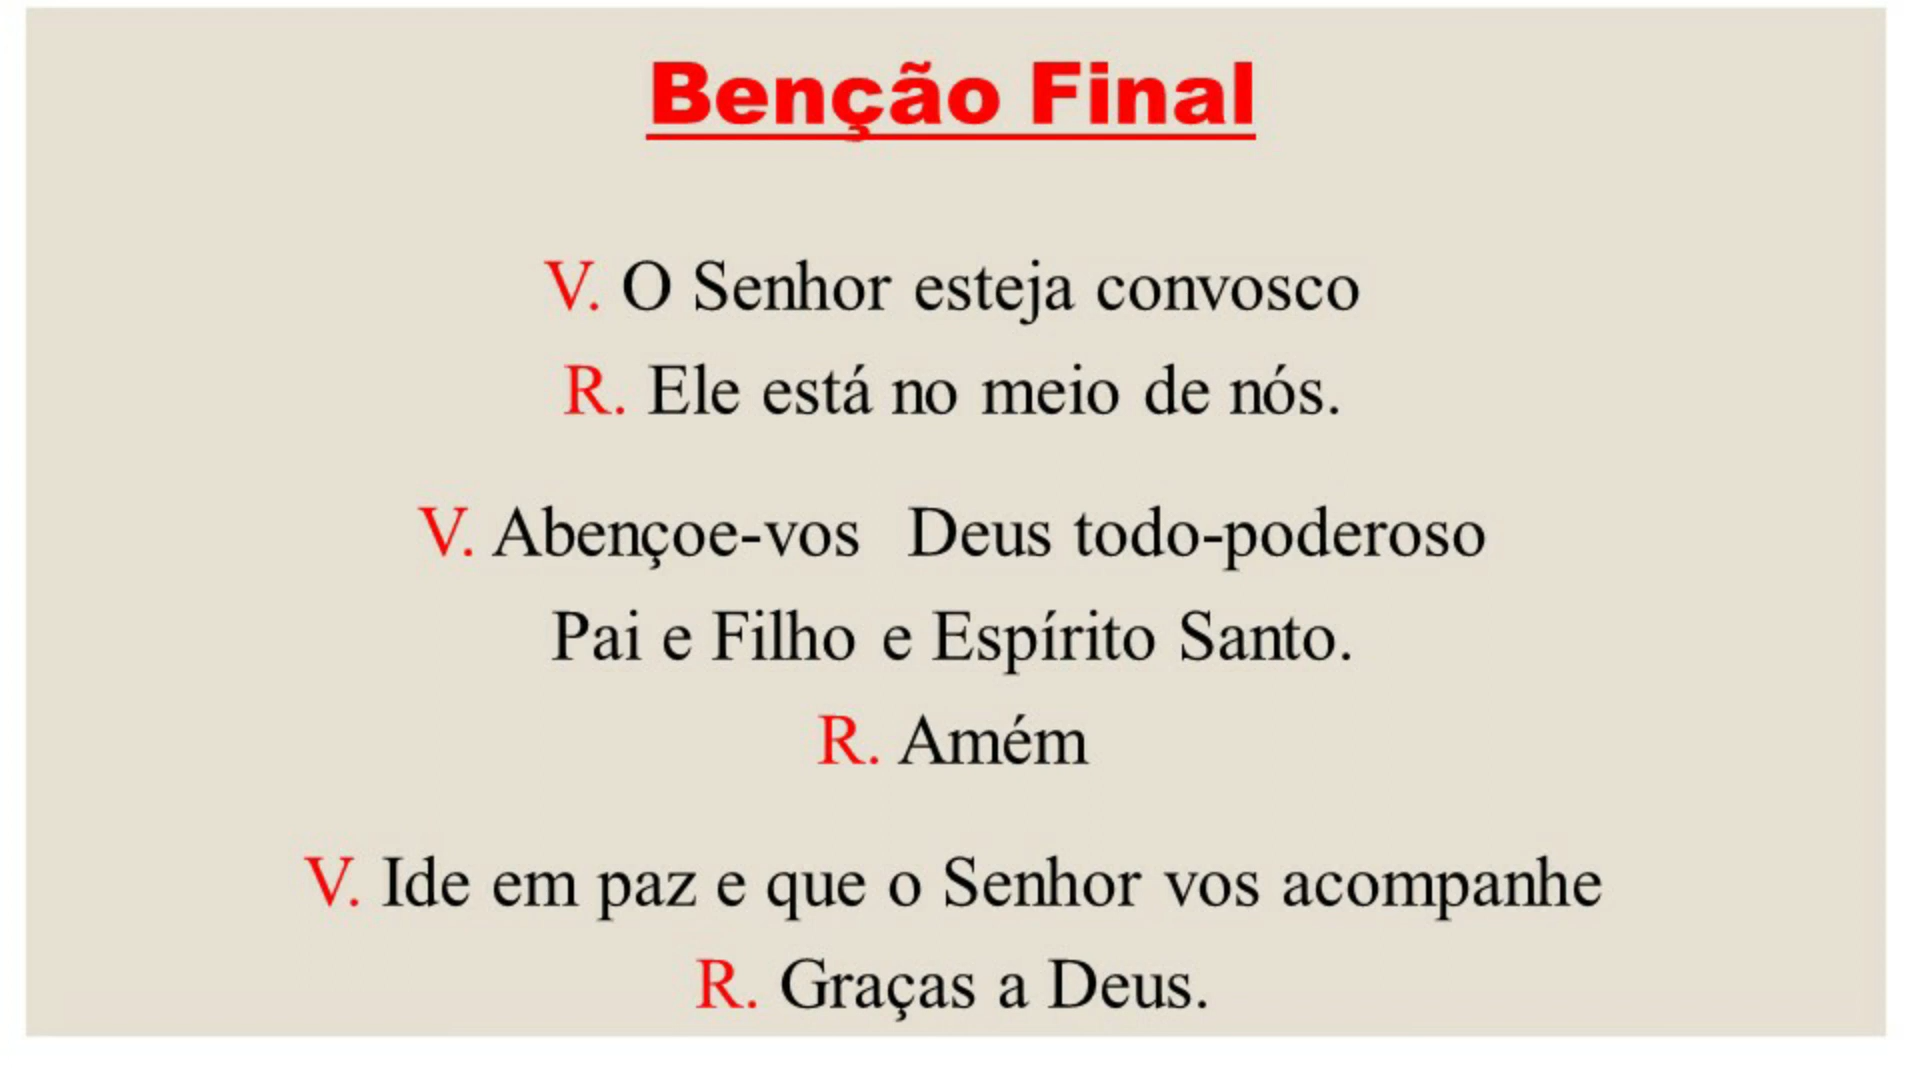 Benção Final
V. O Senhor esteja convosco
R. Ele está no meio de nós.
V. Abençoe-vos Deus todo-poderoso
Pai e Filho e Espírito Santo.
R. Amém
V. Ide em paz e que o Senhor vos acompanhe
R. Graças a Deus.